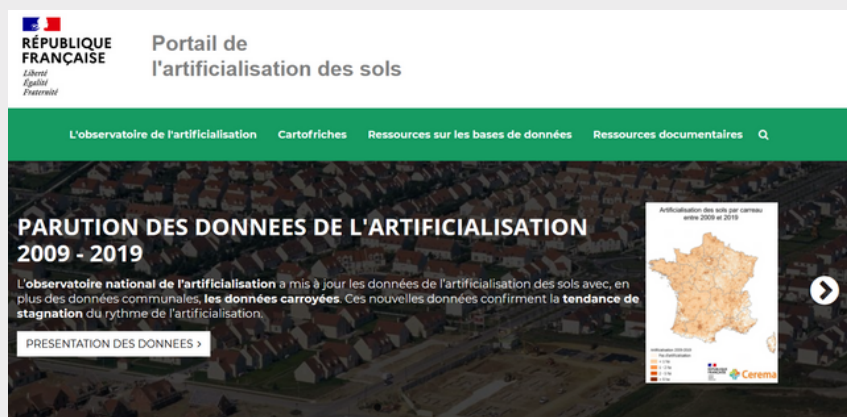 RÉPUBLIQUE
FRANÇAISE
Liberté
Égalité
Fraternité
Portail de
l'artificialisation des sols
L'observatoire de l'artificialisation
Cartofriches
Ressources sur les bases de données
Ressources documentaires
PARUTION DES DONNEES DE L'ARTIFICIALISATION
2009 - 2019
L'observatoire national de l'artificialisation a mis à jour les données de l'artificialisation des sols avec, en
plus des données communales, les données carroyées. Ces nouvelles données confirment la tendance de
stagnation du rythme de l'artificialisation.
PRESENTATION DES DONNEES >
Artificialisation des sols par carreau
entre 2009 et 2019
Cerema